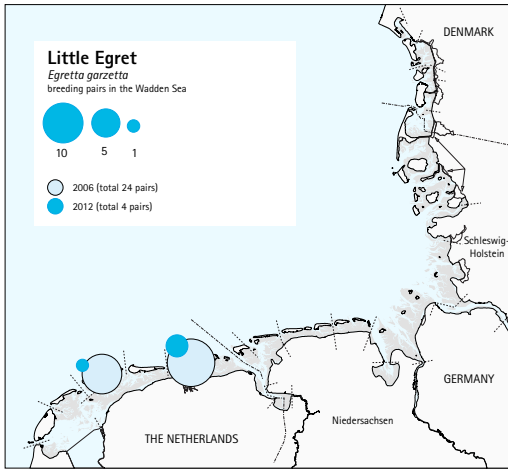 Little Egret
Egretta garzetta
breeding pairs in the Wadden Sea
10 5 1
2006 (total 24 pairs)
2012 (total 4 pairs)
DENMARK
Schleswig-
Holstein
GERMANY
Niedersachsen
THE NETHERLANDS